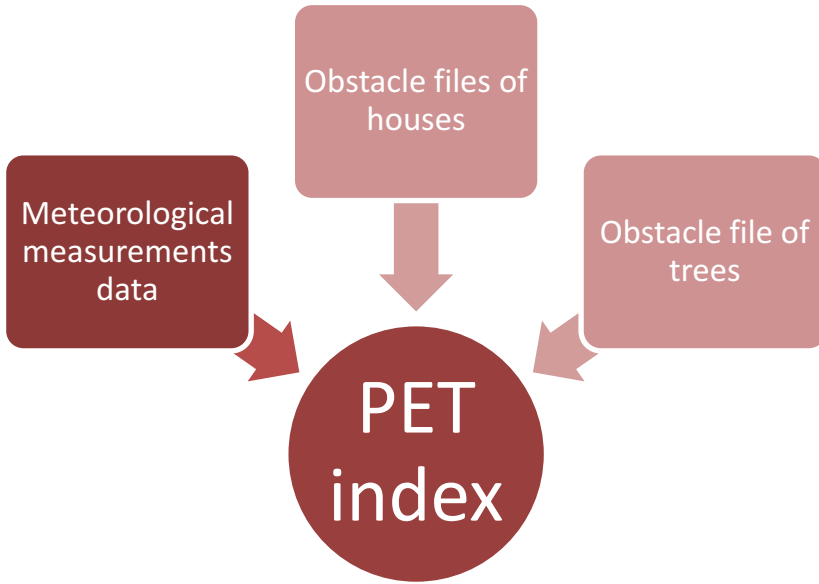 Obstacle files of
houses
Meteorological
measurements
data
Obstacle file of
trees
PET
index